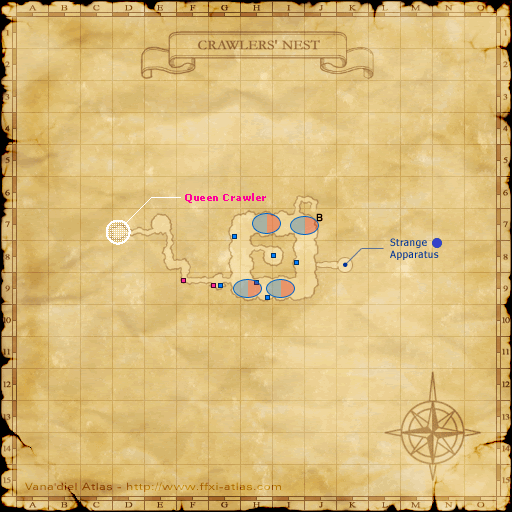 A B C D E F G H I J K L M N O
CRAWLERS' NEST
1
2
3
4
5
6
7
8
9
10
11
12
13
14
15
Queen Crawler
B
Strange
Apparatus
Vana'diel Atlas - http://www.ffxi-atlas.com
A B C D E F G H I J K L M N O